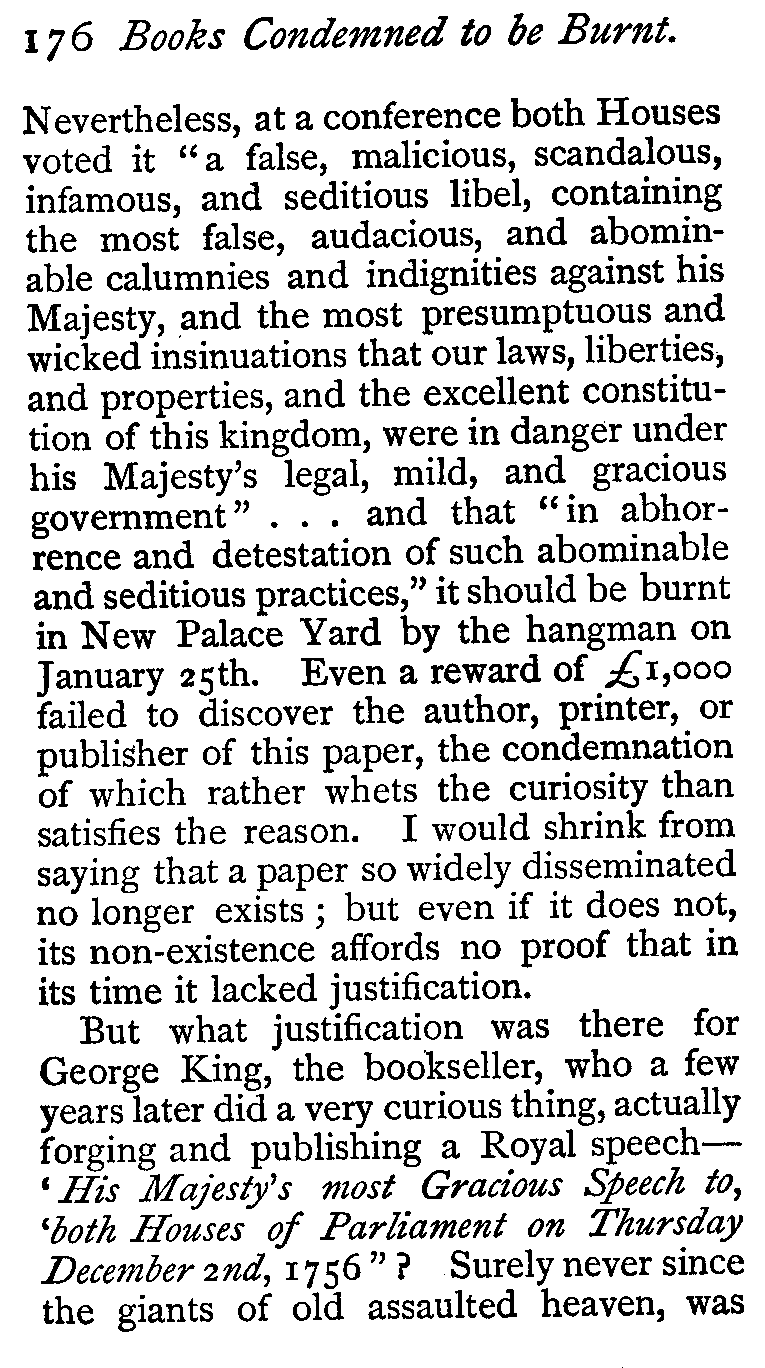 176 Books Condemned to be Burnt.
Nevertheless, at a conference both Houses
voted it “a false, malicious, scandalous,
infamous, and seditious libel, containing
the most false, audacious, and abomin-
able calumnies and indignities against his
Majesty, and the most presumptuous and
wicked insinuations that our laws, liberties,
and properties, and the excellent constitu-
tion of this kingdom, were in danger under
his Majesty’s legal, mild, and gracious
government” . . . and that “in abhor-
rence and detestation of such abominable
and seditious practices,” it should be burnt
in New Palace Yard by the hangman on
January 25th. Even a reward of £1,000
failed to discover the author, printer, or
publisher of this paper, the condemnation
of which rather whets the curiosity than
satisfies the reason. I would shrink from
saying that a paper so widely disseminated
no longer exists ; but even if it does not,
its non-existence affords no proof that in
its time it lacked justification.
But what justification was there for
George King, the bookseller, who a few
years later did a very curious thing, actually
forging and publishing a Royal speech—
‘His Majesty’s most Gracious Speech to,
‘both Houses of Parliament on Thursday
December 2nd, 1756” ? Surely never since
the giants of old assaulted heaven, was